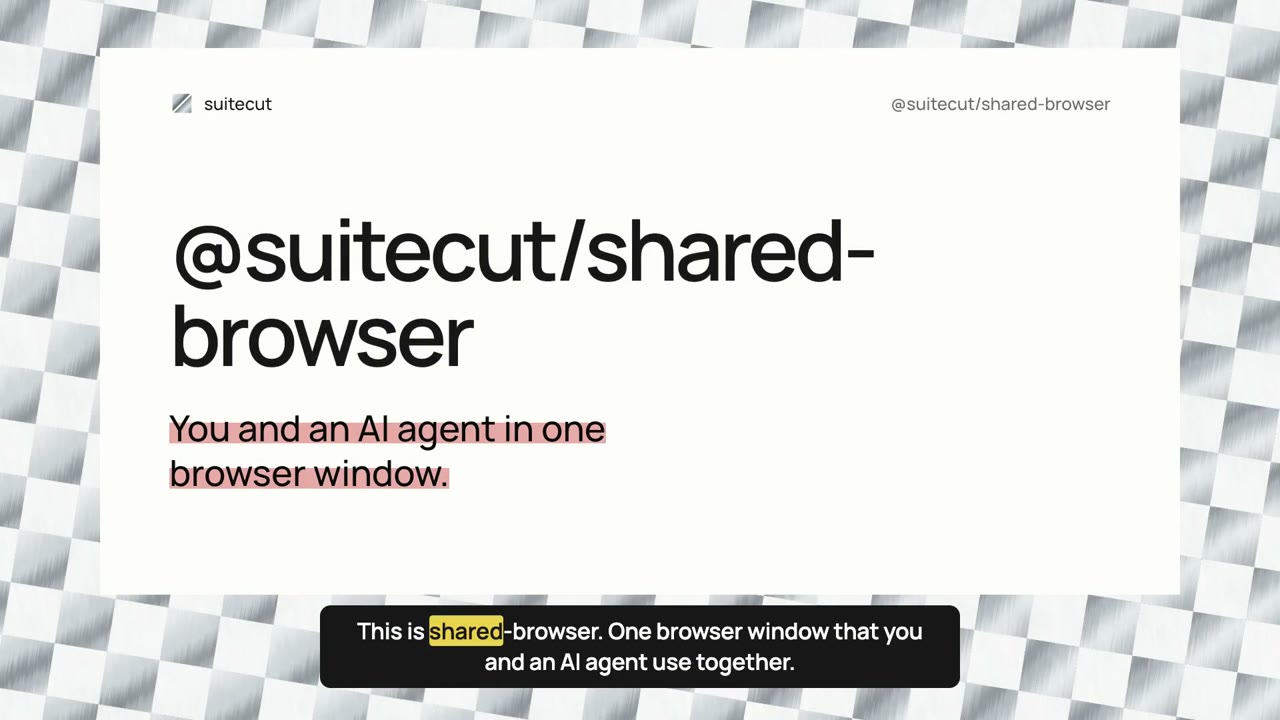 suitecut
@suitecut/shared-browser
@suitecut/shared-
browser
You and an AI agent in one
browser window.
This is shared-browser. One browser window that you
and an AI agent use together.